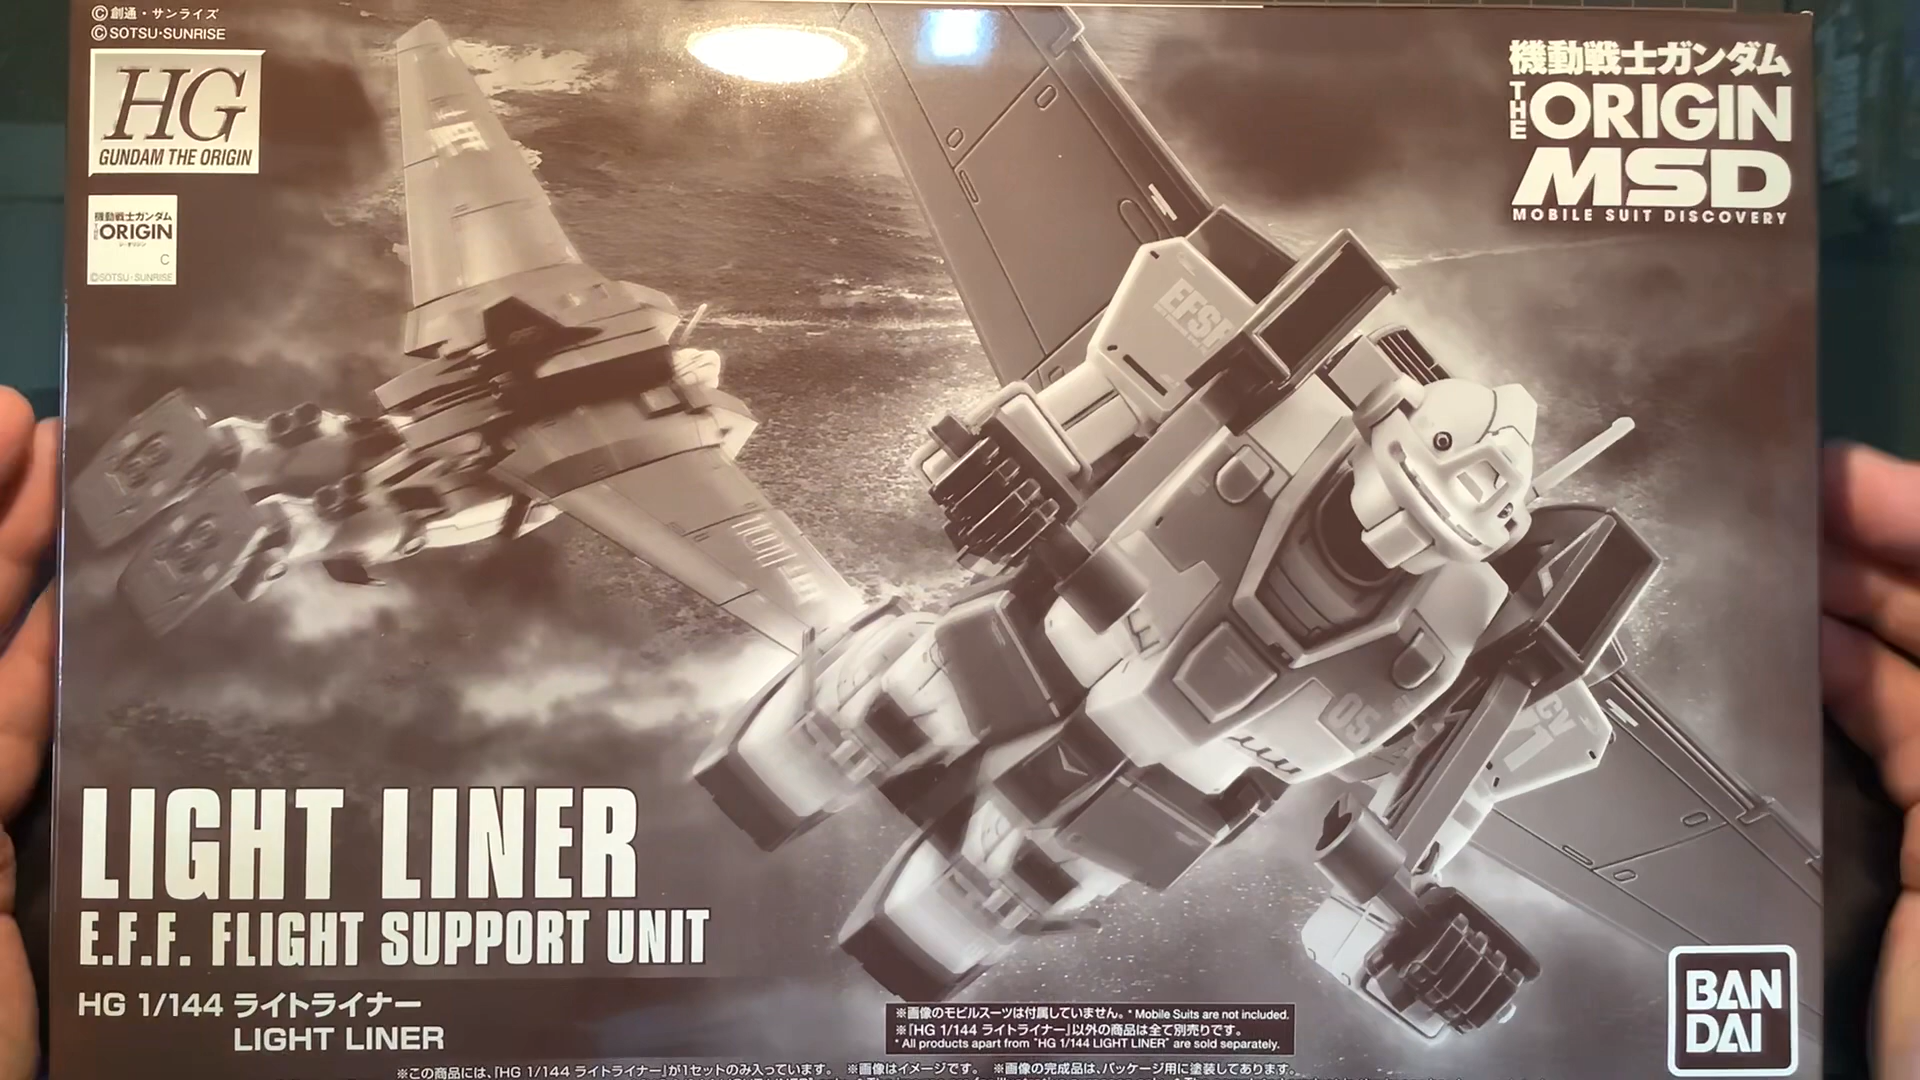 ©創通・サンライズ
©SOTSU・SUNRISE
HG
GUNDAM THE ORIGIN
機動戦士ガンダム
THE ORIGIN
C
©SOTSU・SUNRISE
機動戦士ガンダム
THE ORIGIN
MSD
MOBILE SUIT DISCOVERY
EFSF
05
LIGHT LINER
E.F.F. FLIGHT SUPPORT UNIT
HG 1/144 ライトライナー
LIGHT LINER
※画像のモビルスーツは付属していません。* Mobile Suits are not included.
※「HG 1/144 ライトライナー」以外の商品は全て別売りです。
* All products apart from "HG 1/144 LIGHT LINER" are sold separately.
BAN
DAI
※この商品には、「HG 1/144 ライトライナー」が1セットのみ入っています。 ※画像はイメージです。 ※画像の完成品は、パッケージ用に塗装してあります。